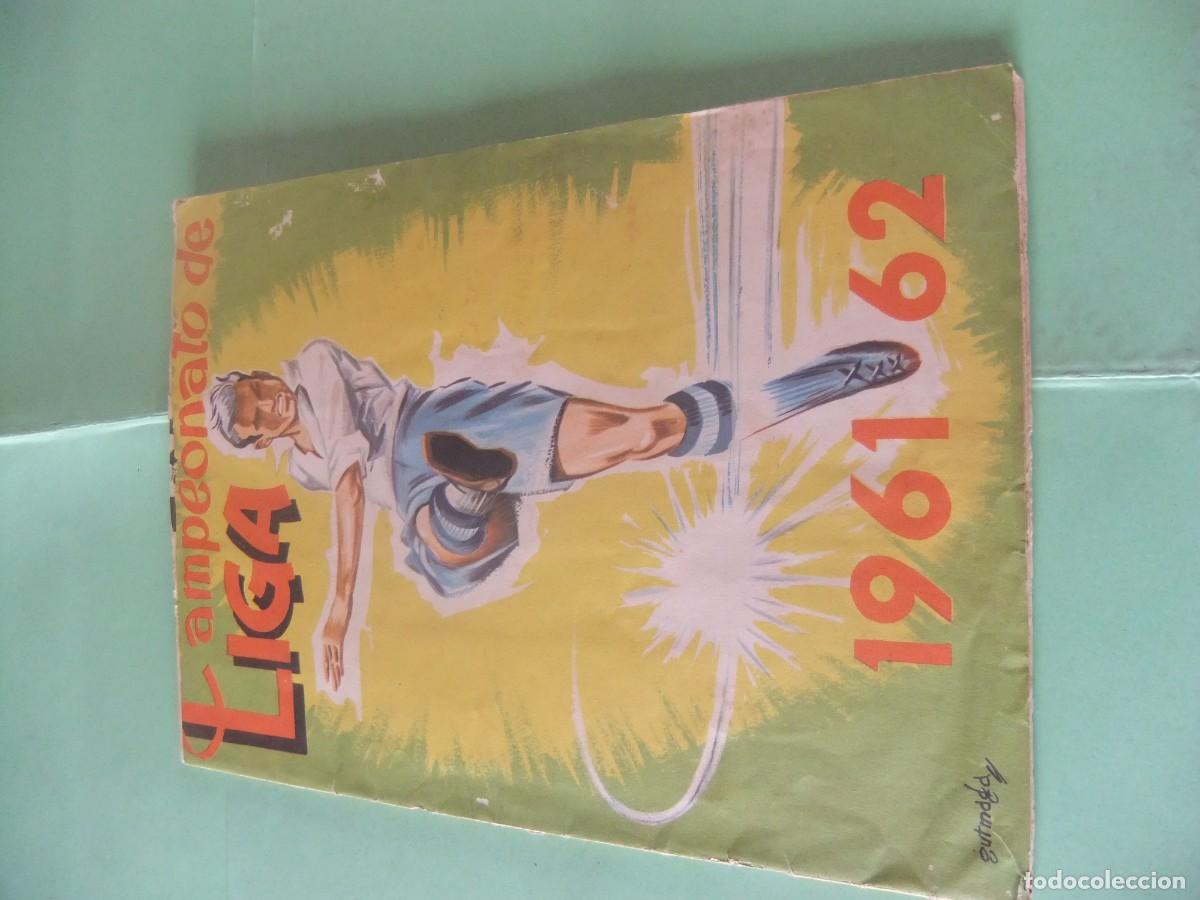 Campeonato de
LIGA
1961 62
todocoleccion